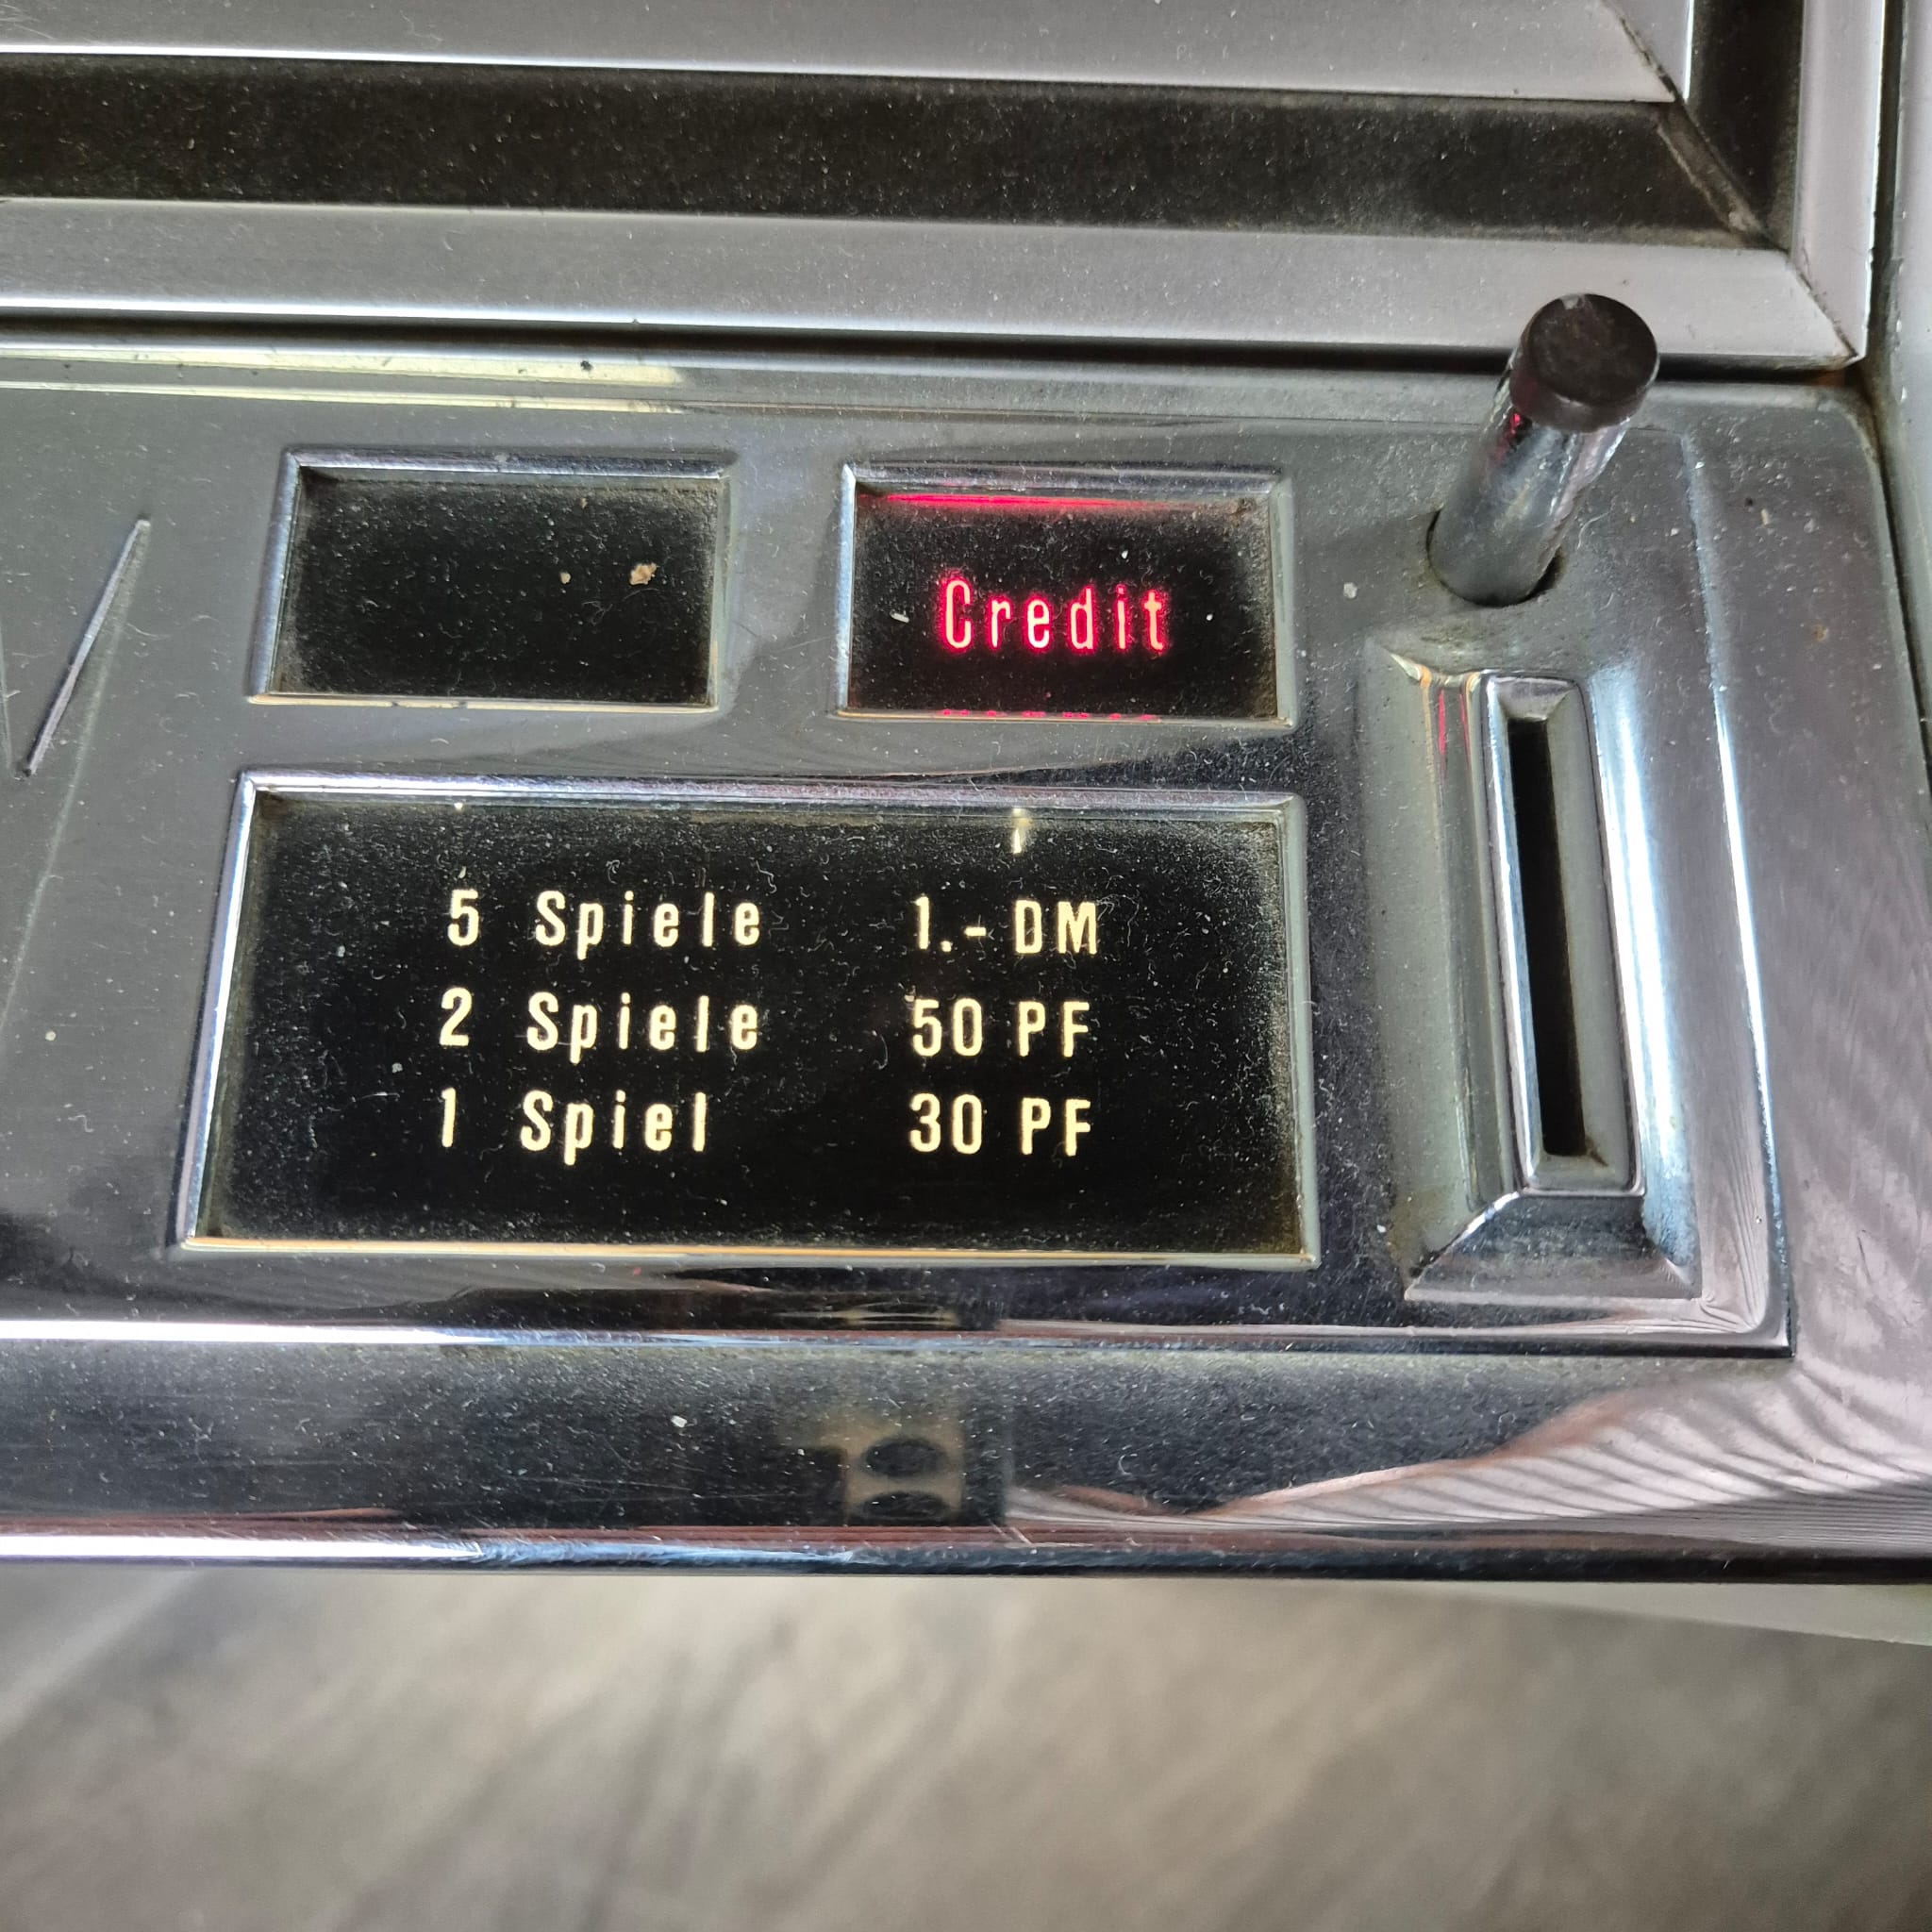 Credit
5 Spiele 1.- DM
2 Spiele 50 PF
1 Spiel 30 PF